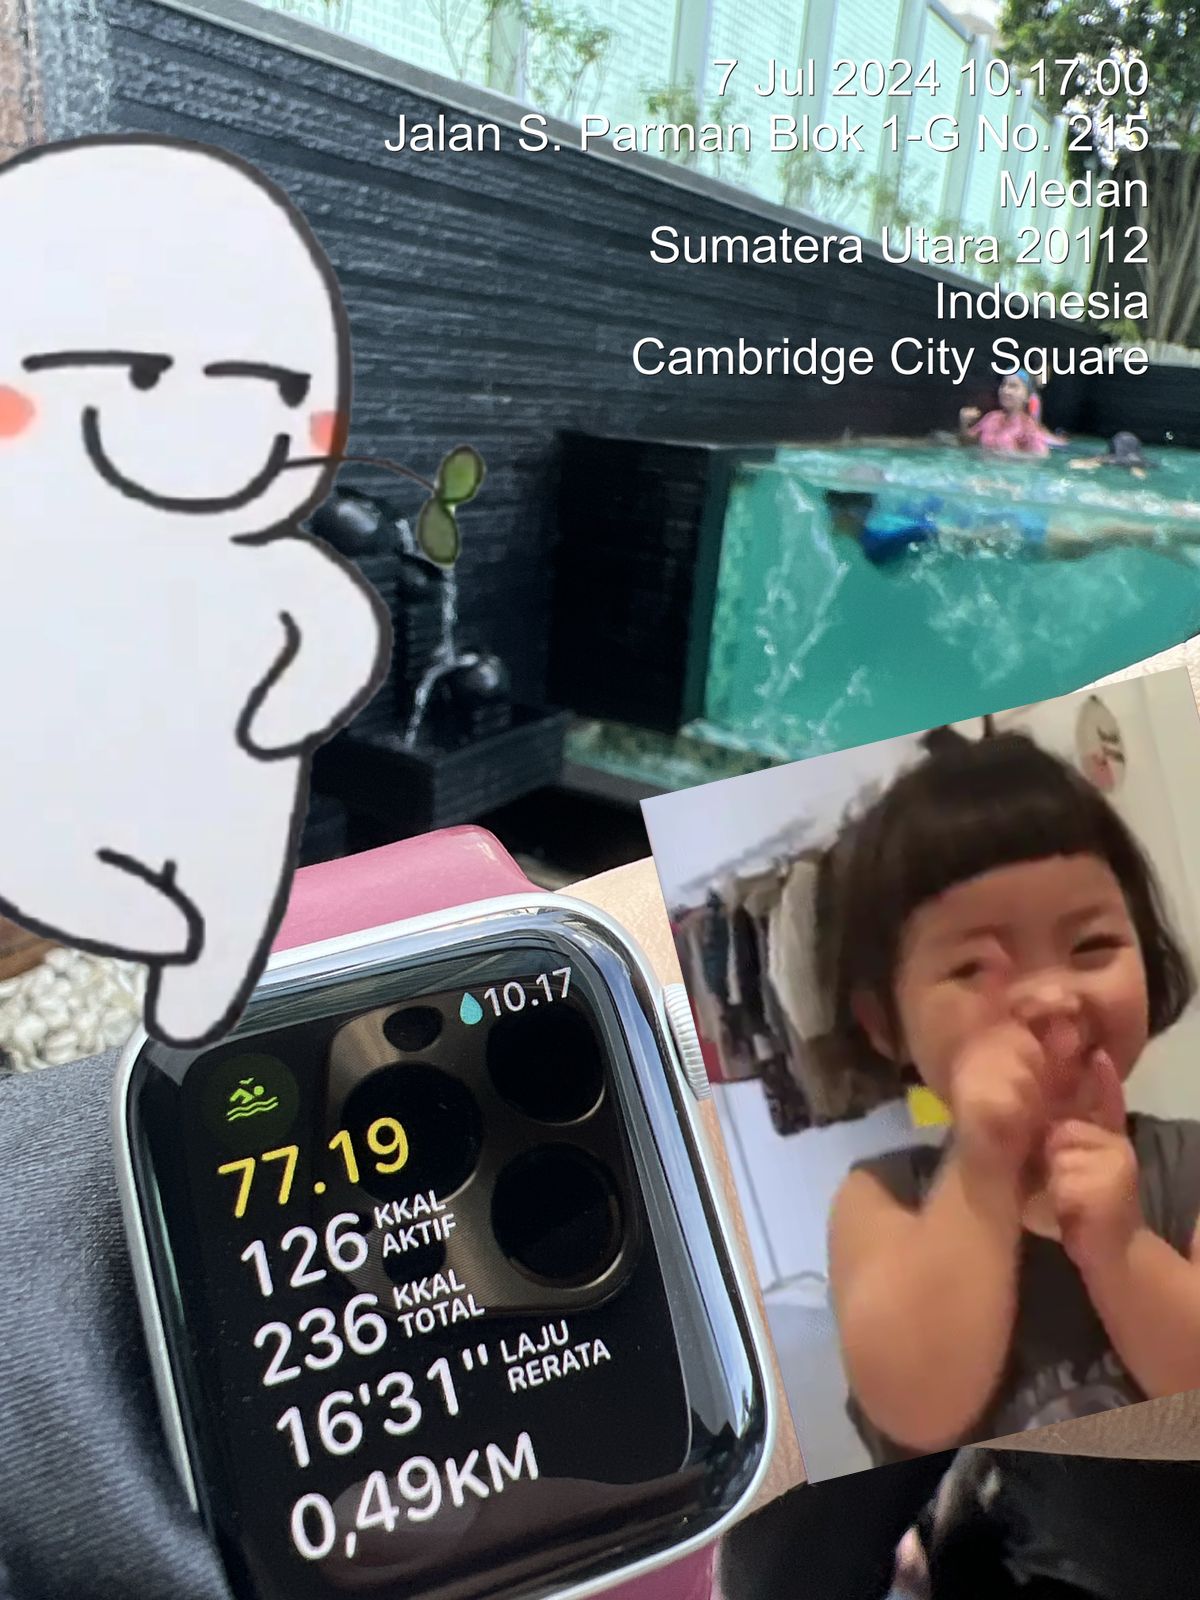 7 Jul 2024 10.17.00
Jalan S. Parman Blok 1-G No. 215
Medan
Sumatera Utara 20112
Indonesia
Cambridge City Square
10.17
77.19
126 KKAL AKTIF
236 KKAL TOTAL
16'31" LAJU RERATA
0,49KM